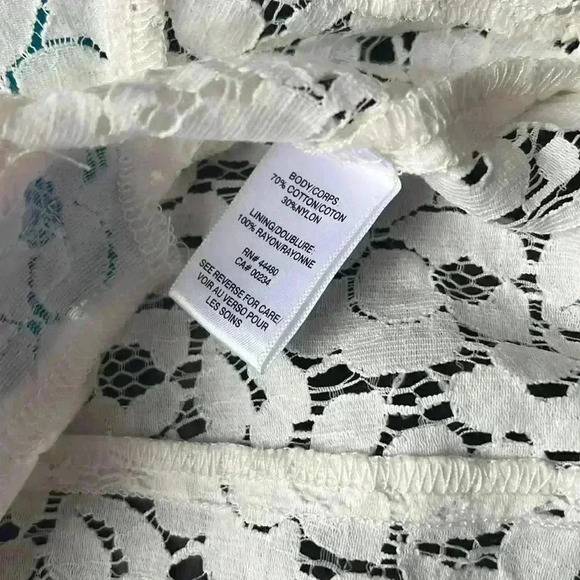 BODY/CORPS
70% COTTON/COTON
30%NYLON
LINING/DOUBLURE:
100% RAYON/RAYONNE
RN# 44480
CA# 00234
SEE REVERSE FOR CARE/
VOIR AU VERSO POUR
LES SOINS